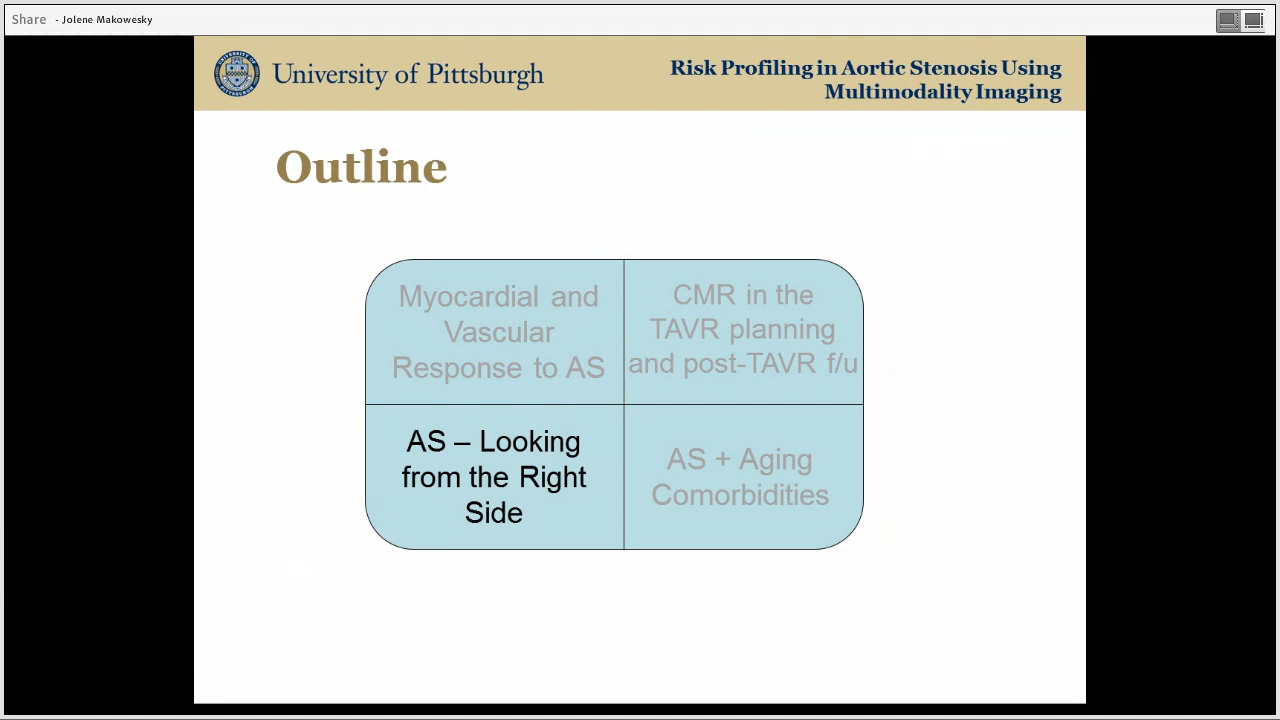 Share - Jolene Makowesky
University of Pittsburgh
Risk Profiling in Aortic Stenosis Using
Multimodality Imaging
Outline
Myocardial and
Vascular
Response to AS
CMR in the
TAVR planning
and post-TAVR f/u
AS – Looking
from the Right
Side
AS + Aging
Comorbidities